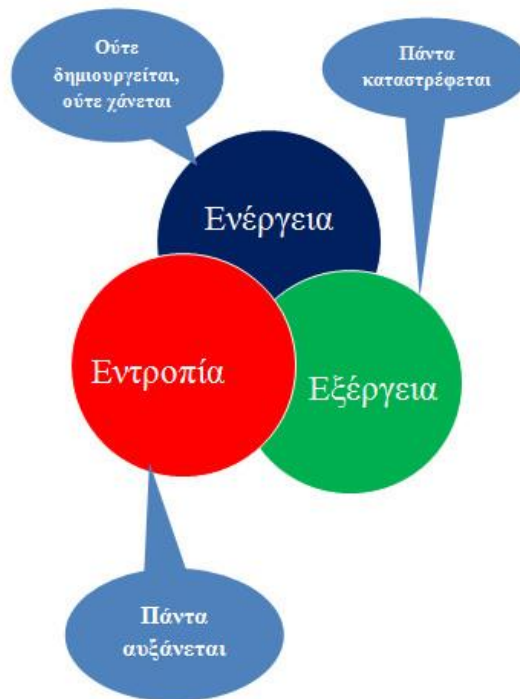 Ούτε
δημιουργείται,
ούτε χάνεται
Πάντα
καταστρέφεται
Ενέργεια
Εντροπία
Εξέργεια
Πάντα
αυξάνεται